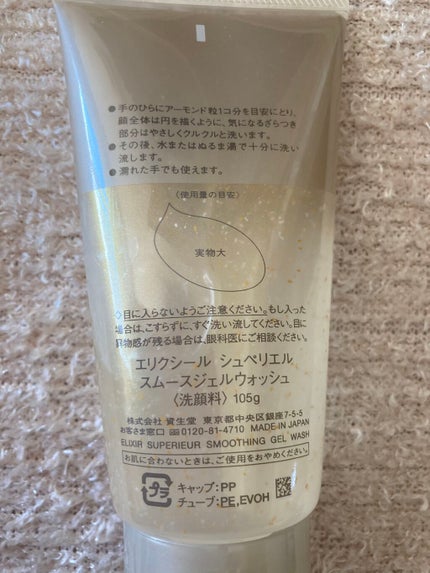 ●手のひらにアーモンド粒1コ分を目安にとり、
顔全体は円を描くように、気になるざらつき
部分はやさしくクルクルと洗います。
●その後、水またはぬるま湯で十分に洗い
流します。
●濡れた手でも使えます。
〈使用量の目安〉
実物大
◇目に入らないようご注意ください。もし入った
場合は、こすらずに、すぐ洗い流してください。目に
異物感が残る場合は、眼科医にご相談ください。
エリクシール シュペリエル
スムースジェルウォッシュ
〈洗顔料〉105g
株式会社 資生堂 東京都中央区銀座7-5-5
お客さま窓口 0120-81-4710 MADE IN JAPAN
ELIXIR SUPERIEUR SMOOTHING GEL WASH
お肌に合わないときは、ご使用をおやめください。
プラ
キャップ:PP
チューブ:PE,EVOH